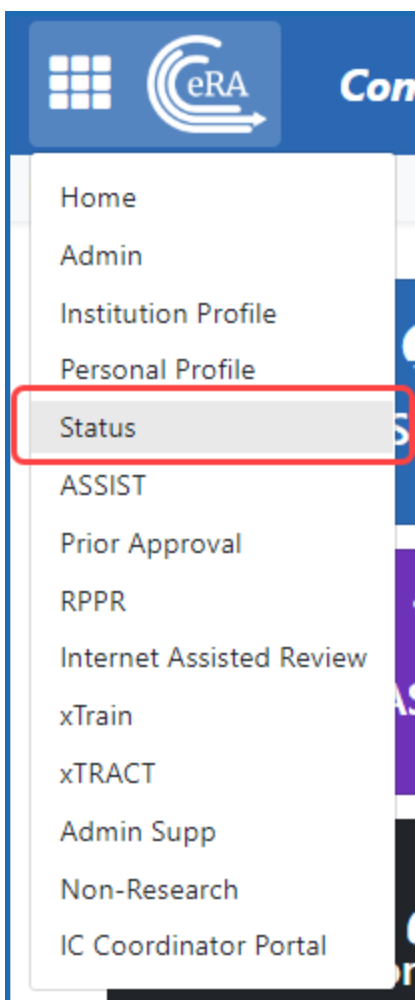 eRA
Com
Home
Admin
Institution Profile
Personal Profile
Status
ASSIST
Prior Approval
RPPR
Internet Assisted Review
xTrain
xTRACT
Admin Supp
Non-Research
IC Coordinator Portal